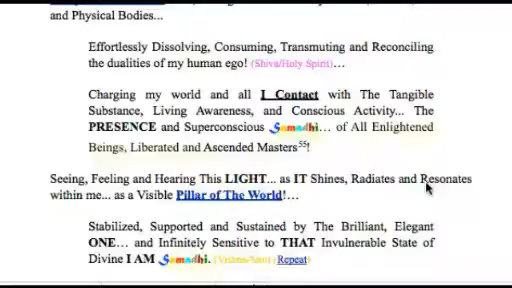 and Physical Bodies...
Effortlessly Dissolving, Consuming, Transmuting and Reconciling
the dualities of my human ego! (Shiva/Holy Spirit)...
Charging my world and all I Contact with The Tangible
Substance, Living Awareness, and Conscious Activity... The
PRESENCE and Superconscious Samadhi... of All Enlightened
Beings, Liberated and Ascended Masters55!
Seeing, Feeling and Hearing This LIGHT... as IT Shines, Radiates and Resonates
within me... as a Visible Pillar of The World!...
Stabilized, Supported and Sustained by The Brilliant, Elegant
ONE... and Infinitely Sensitive to THAT Invulnerable State of
Divine I AM Samadhi. (Repeat)